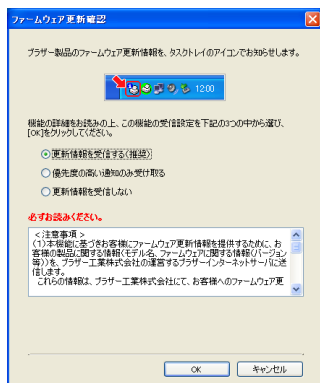 ファームウェア更新確認
ブラザー製品のファームウェア更新情報を、タスクトレイのアイコンでお知らせします。
12:00
機能の詳細をお読みの上、この機能の受信設定を下記の3つの中から選び、
[OK]をクリックしてください。
更新情報を受信する(推奨)
優先度の高い通知のみ受け取る
更新情報を受信しない
必ずお読みください。
<注意事項>
(1)本機能に基づきお客様にファームウェア更新情報を提供するために、お
客様の製品に関する情報(モデル名、ファームウェアに関する情報(バージョン
等))を、ブラザー工業株式会社の運営するブラザーインターネットサーバに送
信します。
これらの情報は、ブラザー工業株式会社にて、お客様へのファームウェア更
OK
キャンセル